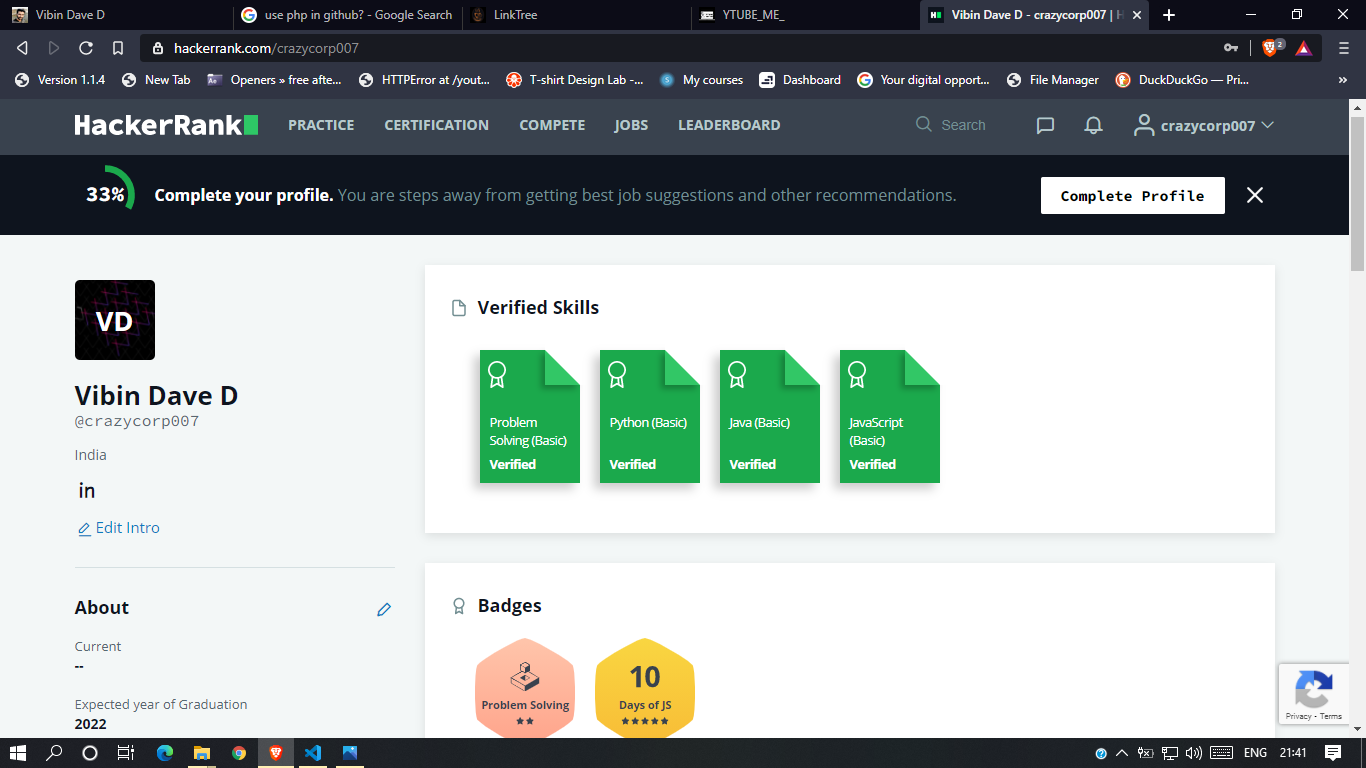 Vibin Dave D
use php in github? - Google Search
LinkTree
YTUBE_ME_
Vibin Dave D - crazycorp007 | H
hackerrank.com/crazycorp007
2
Version 1.1.4
New Tab
Openers » free afte...
HTTPError at /yout...
T-shirt Design Lab -...
My courses
Dashboard
Your digital opport...
File Manager
DuckDuckGo — Pri...
»
HackerRank
PRACTICE
CERTIFICATION
COMPETE
JOBS
LEADERBOARD
Search
crazycorp007
33%
Complete your profile. You are steps away from getting best job suggestions and other recommendations.
Complete Profile
VD
Vibin Dave D
@crazycorp007
India
in
Edit Intro
About
Current
--
Expected year of Graduation
2022
Verified Skills
Problem
Solving (Basic)
Verified
Python (Basic)
Verified
Java (Basic)
Verified
JavaScript
(Basic)
Verified
Badges
Problem Solving
10
Days of JS
Privacy - Terms
ENG
21:41